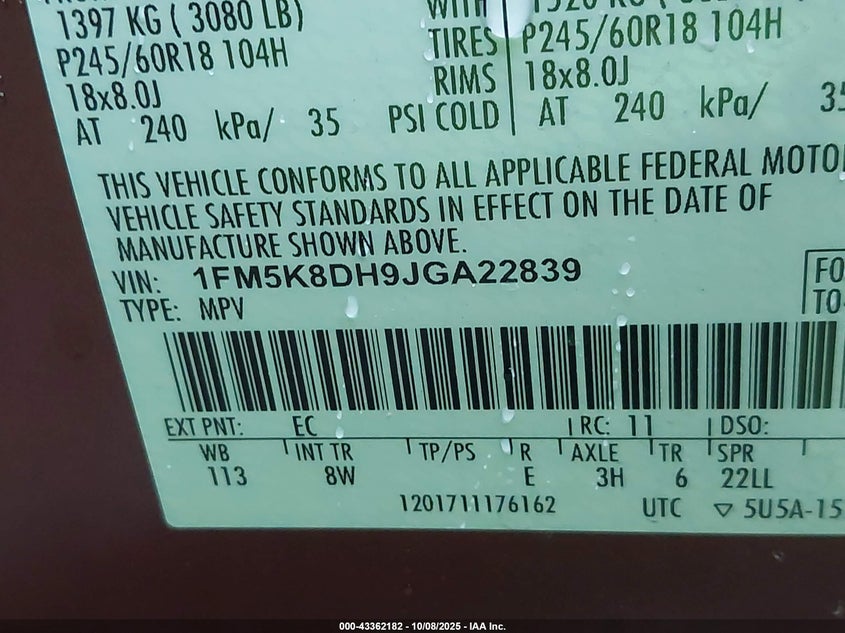 1397 KG ( 3080 LB)
WITH
P245/60R18 104H
TIRES
P245/60R18 104H
18x8.0J
RIMS
18x8.0J
AT 240 kPa/ 35 PSI COLD
AT 240 kPa/
THIS VEHICLE CONFORMS TO ALL APPLICABLE FEDERAL MOTO
VEHICLE SAFETY STANDARDS IN EFFECT ON THE DATE OF
MANUFACTURE SHOWN ABOVE.
VIN: 1FM5K8DH9JGA22839
TYPE: MPV
FO
TO
EXT PNT: EC RC: 11 DSO:
WB INT TR TP/PS R AXLE TR SPR
113 8W E 3H 6 22LL
1201711176162 UTC ▽ 5U5A-15
000-43362182 - 10/08/2025 - IAA Inc.